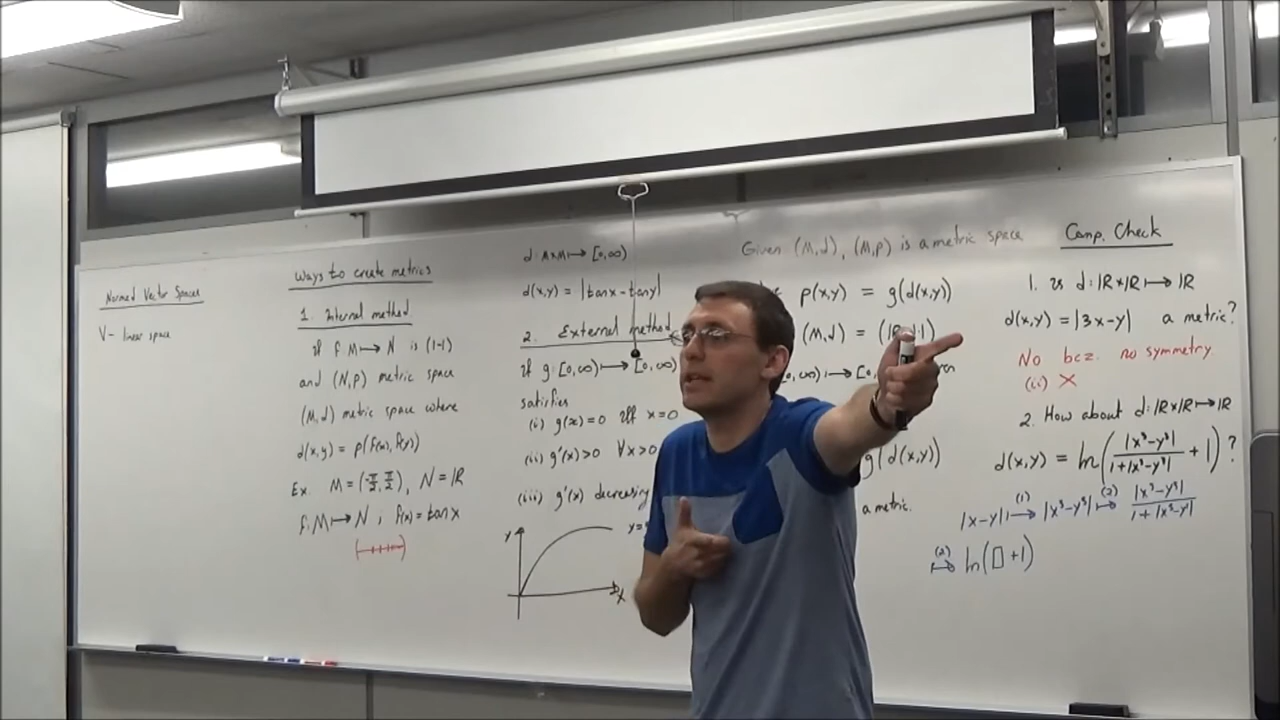 Normed Vector Spaces
V - linear space
Ways to create metrics
1. Internal method
if f: M ↦ N is (1-1)
and (N,ρ) metric space
(M,d) metric space where
d(x,y) = ρ(f(x), f(y))
Ex. M = (-π/2, π/2), N = ℝ
f: M ↦ N ; f(x) = tan x
d: M×M ↦ [0,∞)
d(x,y) = |tan x - tan y|
2. External method
if g: [0,∞) ↦ [0,∞)
satisfies
(i) g(x)=0 iff x=0
(ii) g'(x)>0 ∀x>0
(iii) g'(x) decreasing
y
x
y=
Given (M,d), (M,ρ) is a metric space
ρ(x,y) = g(d(x,y))
(M,d) = (ℝ, |·|)
,∞) ↦ [0,
g(d(x,y))
a metric.
Comp. Check
1. Is d: ℝ×ℝ ↦ ℝ
d(x,y) = |3x-y| a metric?
No bcz. no symmetry
(ii) ✗
2. How about d: ℝ×ℝ ↦ ℝ
d(x,y) = ln(|x³-y³|/(1+|x³-y³|) + 1) ?
|x-y| (1)↦ |x³-y³| (2)↦ |x³-y³|/(1+|x³-y³|)
(2)↦ ln(□+1)